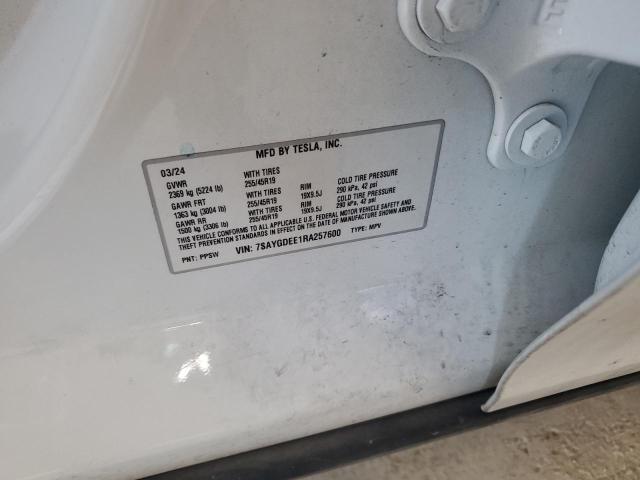 MFD BY TESLA, INC.
03/24
GVWR
2369 kg (5224 lb) WITH TIRES
GAWR FRT 255/45R19 RIM COLD TIRE PRESSURE
1363 kg (3004 lb) WITH TIRES 19X9.5J 290 kPa, 42 psi
GAWR RR 255/45R19 RIM COLD TIRE PRESSURE
1500 kg (3306 lb) WITH TIRES 19X9.5J 290 kPa, 42 psi
255/45R19
THIS VEHICLE CONFORMS TO ALL APPLICABLE U.S. FEDERAL MOTOR VEHICLE SAFETY AND
THEFT PREVENTION STANDARDS IN EFFECT ON THE DATE OF MANUFACTURE SHOWN ABOVE.
PNT: PPSW VIN: 7SAYGDEE1RA257600 TYPE: MPV